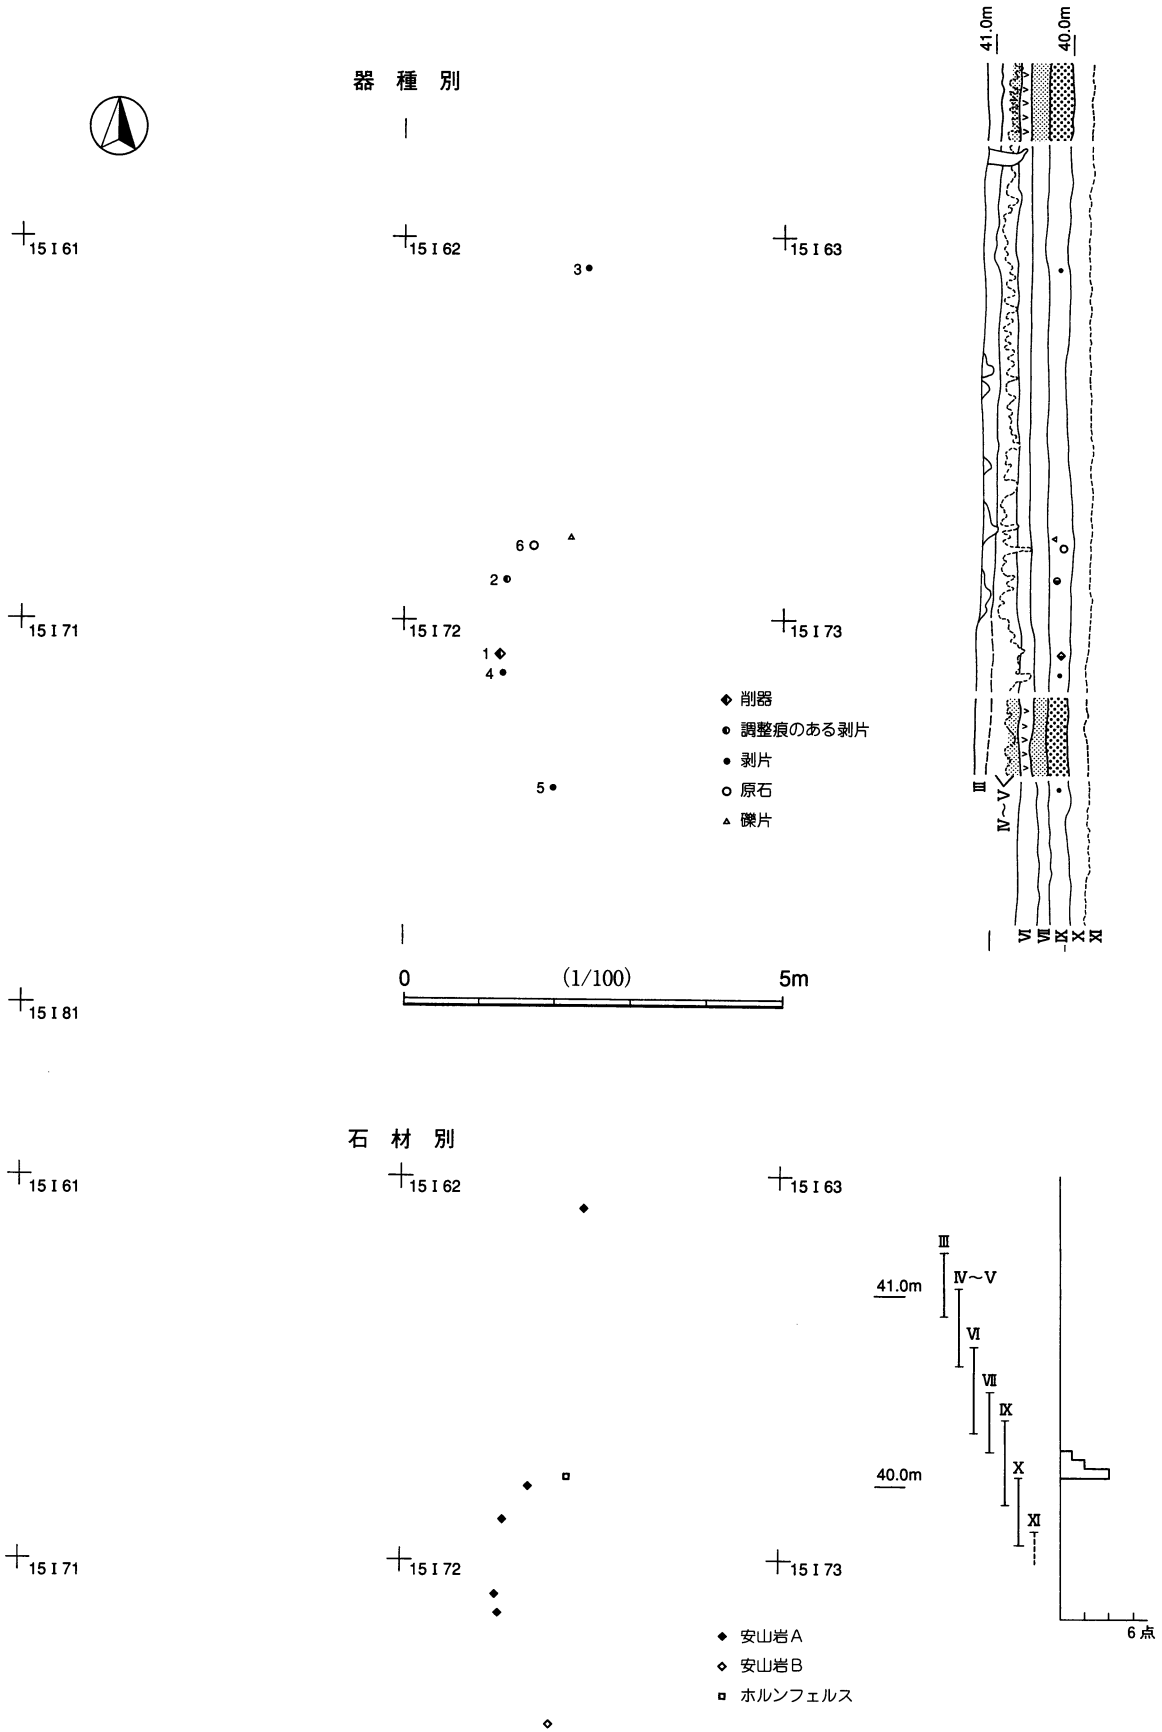 41.0m
40.0m
器種別
15 I 61
15 I 62
15 I 63
3
6
2
15 I 71
15 I 72
15 I 73
1
4
削器
調整痕のある剥片
剥片
5
原石
礫片
Ⅲ
Ⅳ～Ⅴ
Ⅵ
Ⅶ
Ⅸ
Ⅹ
Ⅺ
0
(1/100)
5m
15 I 81
石材別
15 I 61
15 I 62
15 I 63
Ⅲ
41.0m
Ⅳ～Ⅴ
Ⅵ
Ⅶ
Ⅸ
40.0m
Ⅹ
Ⅺ
15 I 71
15 I 72
15 I 73
安山岩A
6点
安山岩B
ホルンフェルス